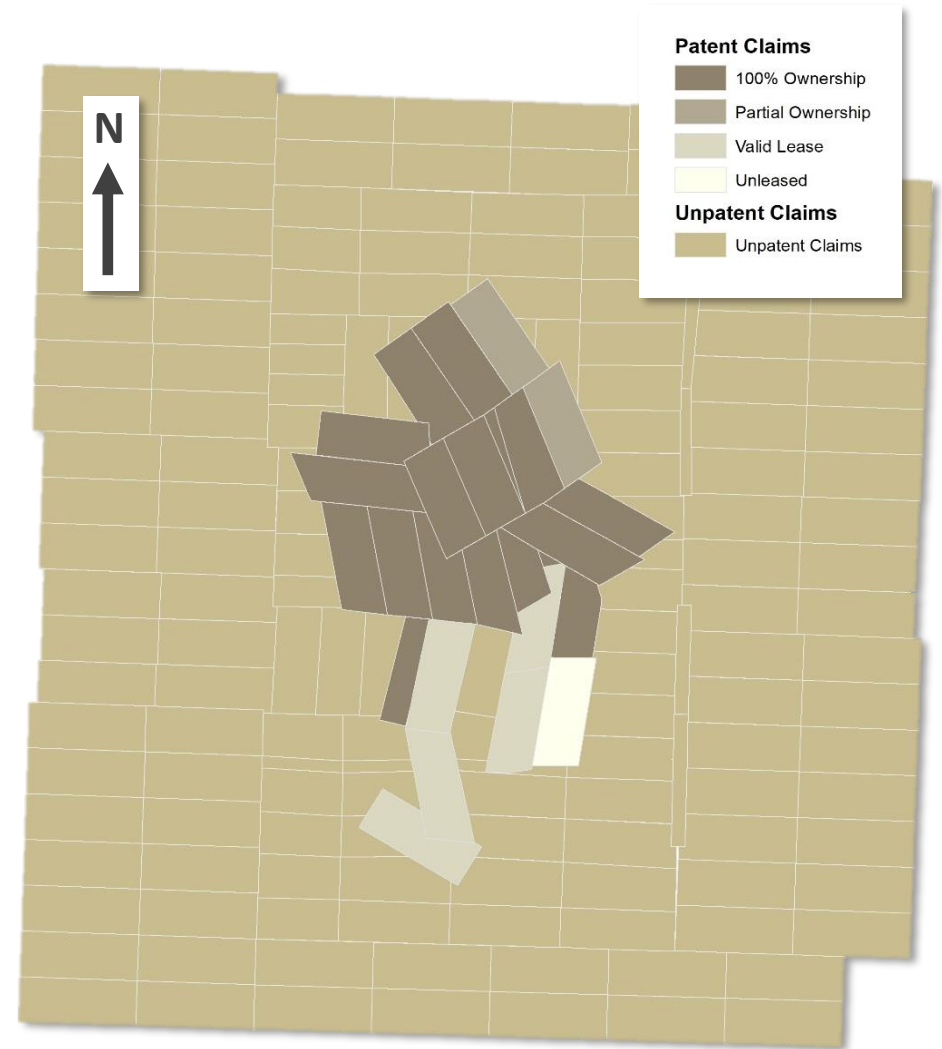 N
Patent Claims
100% Ownership
Partial Ownership
Valid Lease
Unleased
Unpatent Claims
Unpatent Claims